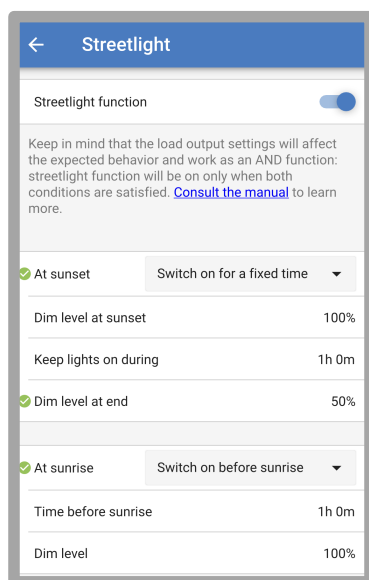 Streetlight
Streetlight function
Keep in mind that the load output settings will affect
the expected behavior and work as an AND function:
streetlight function will be on only when both
conditions are satisfied. Consult the manual to learn
more.
At sunset Switch on for a fixed time
Dim level at sunset 100%
Keep lights on during 1h 0m
Dim level at end 50%
At sunrise Switch on before sunrise
Time before sunrise 1h 0m
Dim level 100%